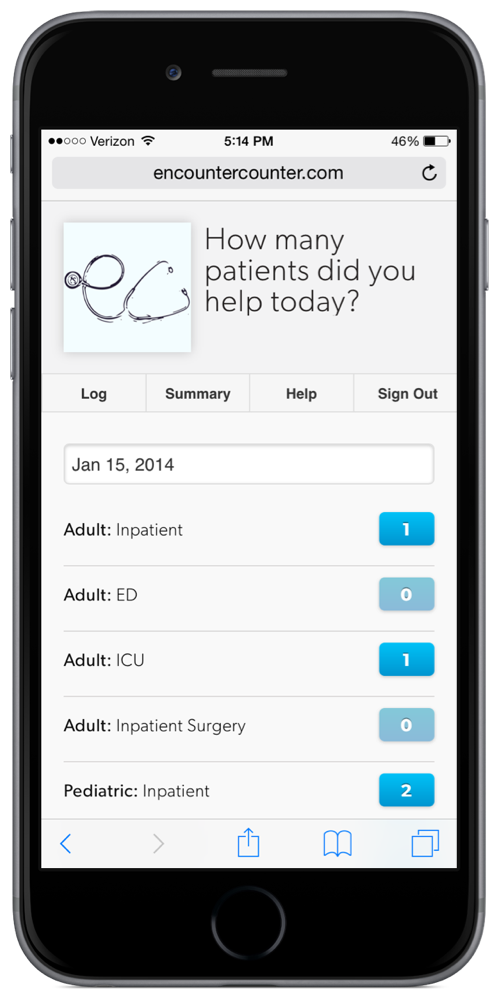 Verizon 5:14 PM 46%
encountercounter.com
How many
patients did you
help today?
Log Summary Help Sign Out
Jan 15, 2014
Adult: Inpatient 1
Adult: ED 0
Adult: ICU 1
Adult: Inpatient Surgery 0
Pediatric: Inpatient 2